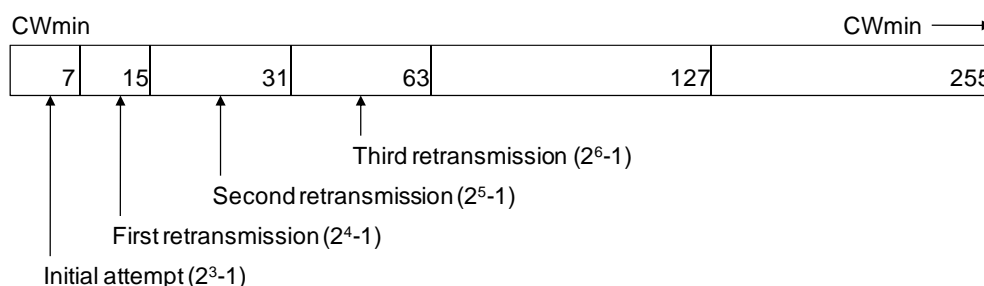 CWmin CWmin
7 15 31 63 127 255
Third retransmission (2⁶-1)
Second retransmission (2⁵-1)
First retransmission (2⁴-1)
Initial attempt (2³-1)